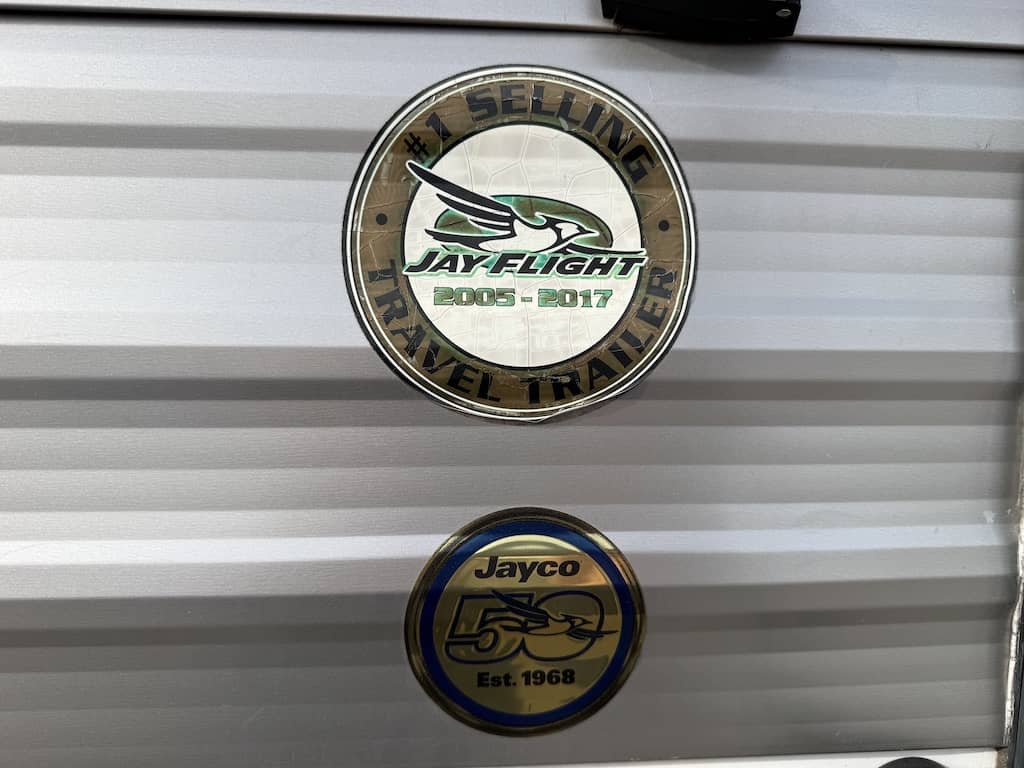 #1 SELLING
JAY FLIGHT
2005 - 2017
TRAVEL TRAILER
Jayco
50
Est. 1968